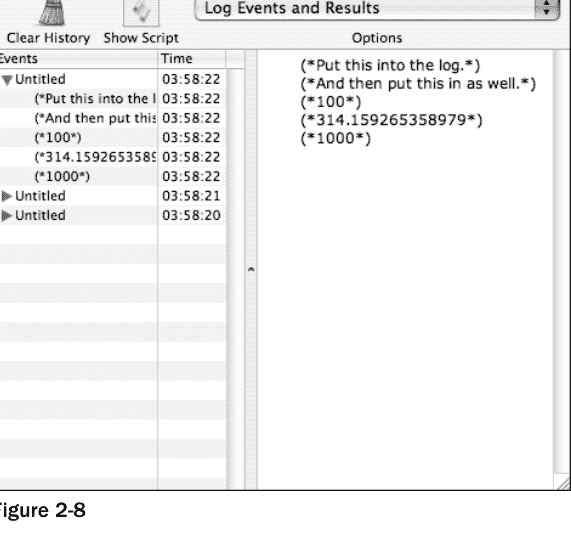 Log Events and Results
Clear History Show Script Options
Events Time
Untitled 03:58:22
(*Put this into the l 03:58:22
(*And then put this 03:58:22
(*100*) 03:58:22
(*314.1592653589 03:58:22
(*1000*) 03:58:22
Untitled 03:58:21
Untitled 03:58:20
(*Put this into the log.*)
(*And then put this in as well.*)
(*100*)
(*314.159265358979*)
(*1000*)
igure 2-8